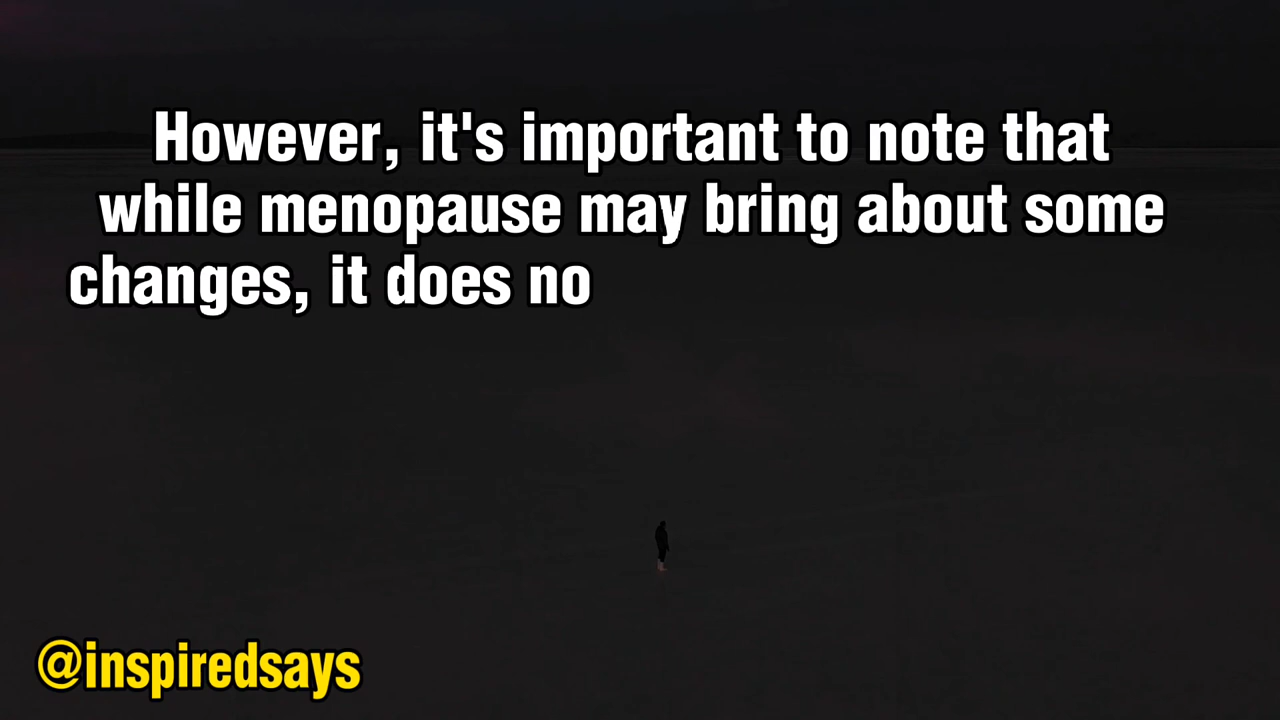 However, it's important to note that
while menopause may bring about some
changes, it does no
@inspiredsays